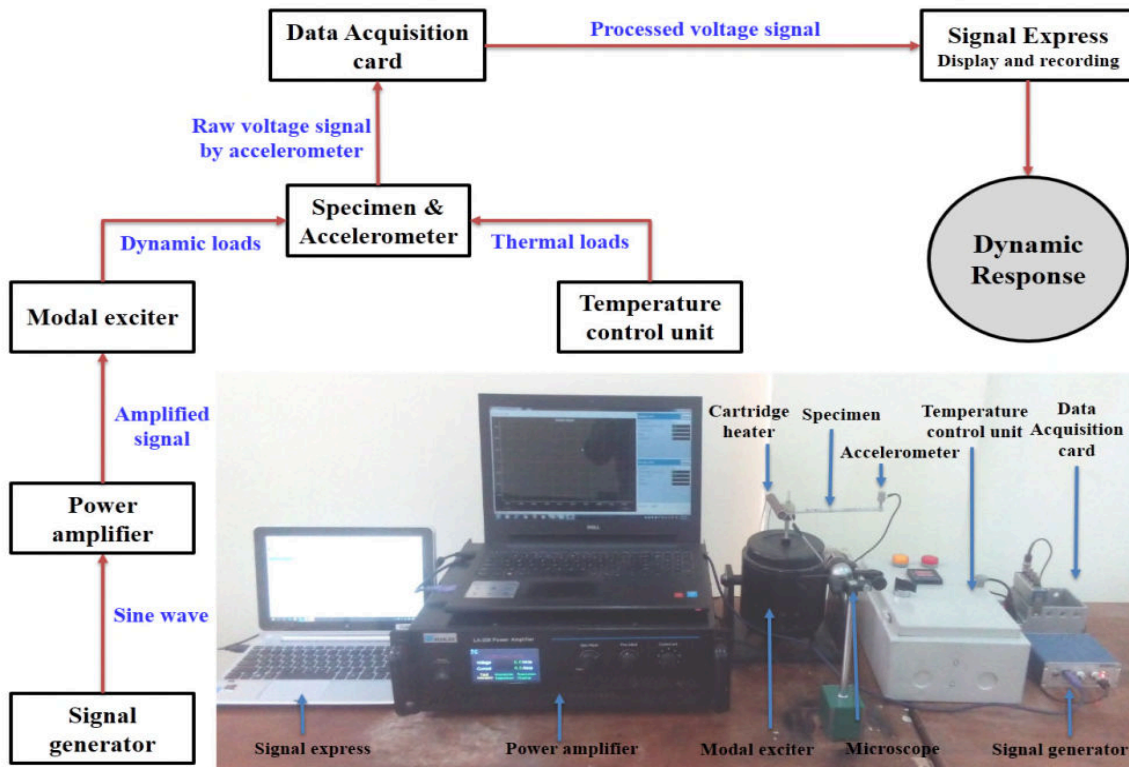 Data Acquisition
card
Processed voltage signal
Signal Express
Display and recording
Raw voltage signal
by accelerometer
Specimen &
Accelerometer
Dynamic loads
Thermal loads
Dynamic
Response
Modal exciter
Temperature
control unit
Amplified
signal
Power
amplifier
Sine wave
Signal
generator
Cartridge
heater
Specimen
Accelerometer
Temperature
control unit
Data
Acquisition
card
DELL
Power Amplifier
Voltage
Current
Signal express
Power amplifier
Modal exciter
Microscope
Signal generator